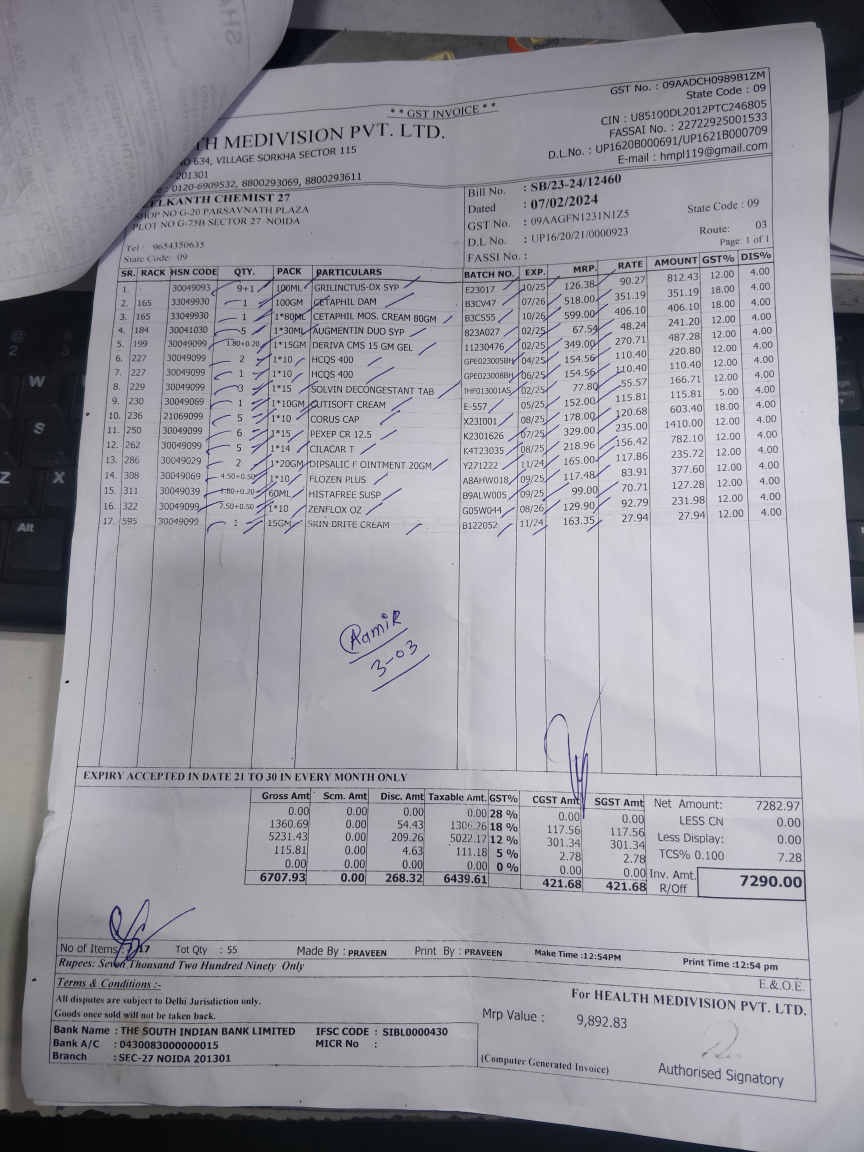 ** GST INVOICE **
GST No. : 09AADCH0989B1ZM
State Code : 09
TH MEDIVISION PVT. LTD.
CIN : U85100DL2012PTC246805
FASSAI No. : 22722925001533
D.L.No. : UP1620B000691/UP1621B000709
E-mail : hmpl119@gmail.com
NO 634, VILLAGE SORKHA SECTOR 115
- 201301
: 0120-6909532, 8800293069, 8800293611
ELKANTH CHEMIST 27
SHOP NO G-20 PARSAVNATH PLAZA
PLOT NO G-75B SECTOR 27 NOIDA
Tel : 9654350635
State Code: 09
Bill No. : SB/23-24/12460
Dated : 07/02/2024
GST No. : 09AAGFN1231N1Z5 State Code : 09
D.L No. : UP16/20/21/0000923 Route: 03
FASSI No. : Page: 1 of 1
SR. RACK HSN CODE QTY. PACK PARTICULARS BATCH NO. EXP. MRP. RATE AMOUNT GST% DIS%
1. 30049093 9+1 100ML GRILINCTUS-DX SYP E23017 10/25 126.38 90.27 812.43 12.00 4.00
2. 165 33049930 1 100GM CETAPHIL DAM B3CV47 07/26 518.00 351.19 351.19 18.00 4.00
3. 165 33049930 1 1*80ML CETAPHIL MOS. CREAM 80GM B3CS55 10/26 599.00 406.10 406.10 18.00 4.00
4. 184 30041030 5 1*30ML AUGMENTIN DUO SYP 823A027 02/25 67.54 48.24 241.20 12.00 4.00
5. 199 30049099 1.80+0.20 1*15GM DERIVA CMS 15 GM GEL 11230476 02/25 349.00 270.71 487.28 12.00 4.00
6. 227 30049099 2 1*10 HCQS 400 GPE023005BH 04/25 154.56 110.40 220.80 12.00 4.00
7. 227 30049099 1 1*10 HCQS 400 GPE023008BH 06/25 154.56 110.40 110.40 12.00 4.00
8. 229 30049099 3 1*15 SOLVIN DECONGESTANT TAB IHF013001AS 02/25 77.80 55.57 166.71 12.00 4.00
9. 230 30049069 1 1*10GM CUTISOFT CREAM E-557 05/25 152.00 115.81 115.81 5.00 4.00
10. 236 21069099 5 1*10 CORUS CAP X23I001 08/25 178.00 120.68 603.40 18.00 4.00
11. 250 30049099 6 1*15 PEXEP CR 12.5 K2301626 07/25 329.00 235.00 1410.00 12.00 4.00
12. 262 30049099 5 1*14 CILACAR T K4T23035 08/25 218.96 156.42 782.10 12.00 4.00
13. 286 30049029 2 1*20GM DIPSALIC F OINTMENT 20GM Y271222 11/24 165.00 117.86 235.72 12.00 4.00
14. 308 30049069 4.50+0.50 1*10 FLOZEN PLUS A8AHW018 09/25 117.48 83.91 377.60 12.00 4.00
15. 311 30049039 1.80+0.20 60ML HISTAFREE SUSP B9ALW005 09/25 99.00 70.71 127.28 12.00 4.00
16. 322 30049099 2.50+0.50 1*10 ZENFLOX OZ G05W044 08/26 129.90 92.79 231.98 12.00 4.00
17. 595 30049099 1 15GM SKIN BRITE CREAM B122052 11/24 163.35 27.94 27.94 12.00 4.00
Aamir
3-03
EXPIRY ACCEPTED IN DATE 21 TO 30 IN EVERY MONTH ONLY
Gross Amt Scm. Amt Disc. Amt Taxable Amt. GST% CGST Amt SGST Amt
0.00 0.00 0.00 0.00 28 % 0.00 0.00
1360.69 0.00 54.43 1306.26 18 % 117.56 117.56
5231.43 0.00 209.26 5022.17 12 % 301.34 301.34
115.81 0.00 4.63 111.18 5 % 2.78 2.78
0.00 0.00 0.00 0.00 0 % 0.00 0.00
6707.93 0.00 268.32 6439.61 421.68 421.68
Net Amount: 7282.97
LESS CN 0.00
Less Display: 0.00
TCS% 0.100 7.28
Inv. Amt. 7290.00
R/Off
No of Items : 17 Tot Qty : 55 Made By : PRAVEEN Print By : PRAVEEN Make Time :12:54PM Print Time :12:54 pm
Rupees: Seven Thousand Two Hundred Ninety Only
E.& O.E.
Terms & Conditions :-
All disputes are subject to Delhi Jurisdiction only.
Goods once sold will not be taken back.
Bank Name : THE SOUTH INDIAN BANK LIMITED IFSC CODE : SIBL0000430
Bank A/C : 0430083000000015 MICR No :
Branch : SEC-27 NOIDA 201301
For HEALTH MEDIVISION PVT. LTD.
Mrp Value : 9,892.83
(Computer Generated Invoice)
Authorised Signatory
W
S
Z
X
Alt